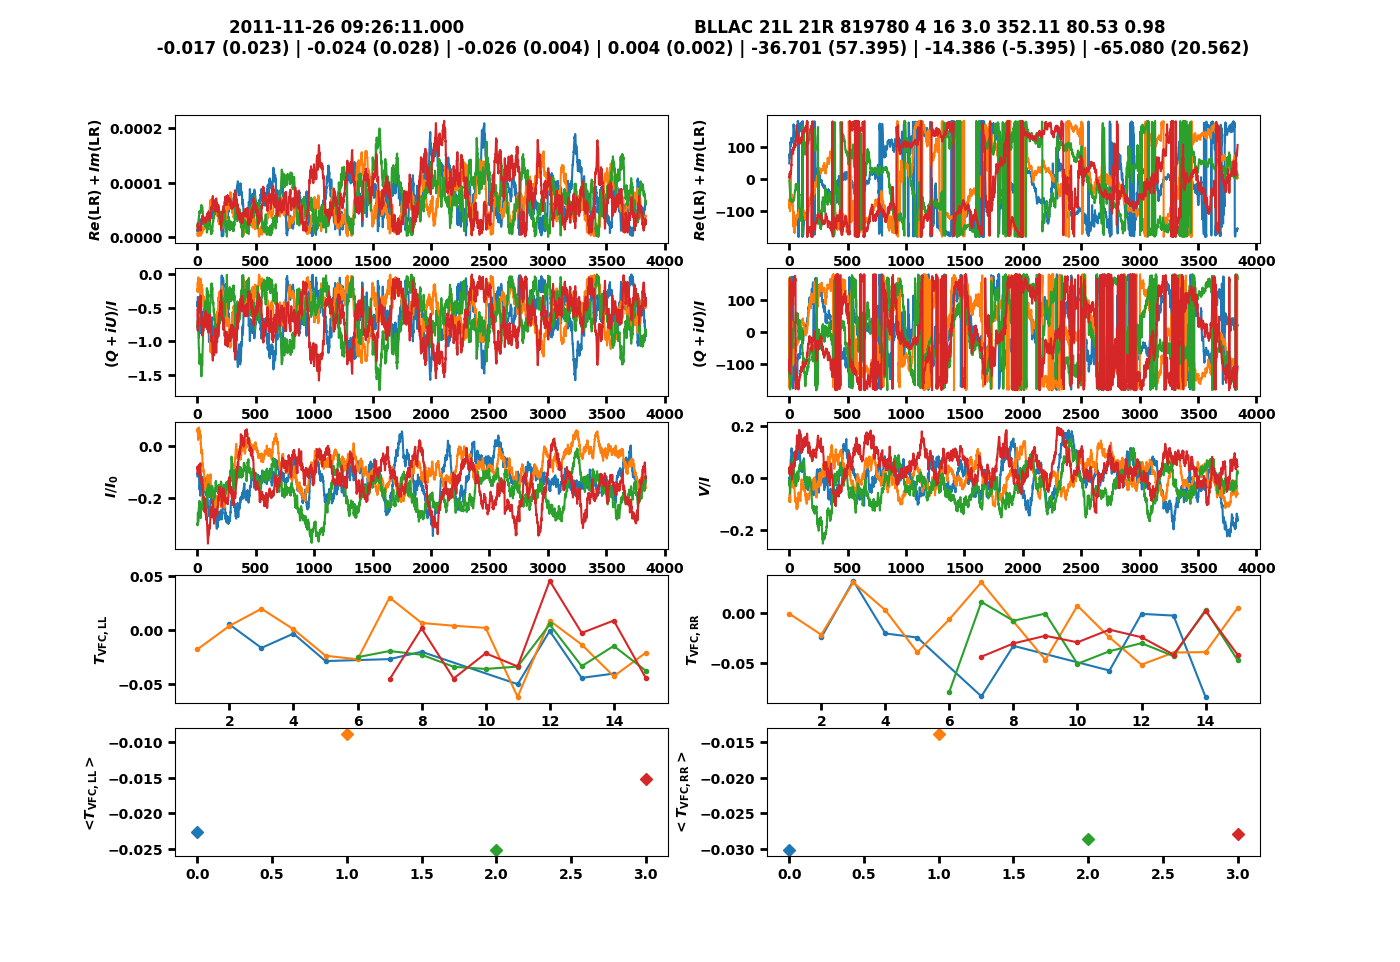 2011-11-26 09:26:11.000 BLLAC 21L 21R 819780 4 16 3.0 352.11 80.53 0.98
-0.017 (0.023) | -0.024 (0.028) | -0.026 (0.004) | 0.004 (0.002) | -36.701 (57.395) | -14.386 (-5.395) | -65.080 (20.562)
Re(LR) + Im(LR)
0.0002
0.0001
0.0000
0 500 1000 1500 2000 2500 3000 3500 4000
Re(LR) + Im(LR)
100
0
−100
0 500 1000 1500 2000 2500 3000 3500 4000
(Q + iU)/I
0.0
−0.5
−1.0
−1.5
0 500 1000 1500 2000 2500 3000 3500 4000
(Q + iU)/I
100
0
−100
0 500 1000 1500 2000 2500 3000 3500 4000
I/I0
0.0
−0.2
0 500 1000 1500 2000 2500 3000 3500 4000
V/I
0.2
0.0
−0.2
0 500 1000 1500 2000 2500 3000 3500 4000
TVFC, LL
0.05
0.00
−0.05
2 4 6 8 10 12 14
TVFC, RR
0.00
−0.05
2 4 6 8 10 12 14
<TVFC, LL >
−0.010
−0.015
−0.020
−0.025
0.0 0.5 1.0 1.5 2.0 2.5 3.0
< TVFC, RR >
−0.015
−0.020
−0.025
−0.030
0.0 0.5 1.0 1.5 2.0 2.5 3.0